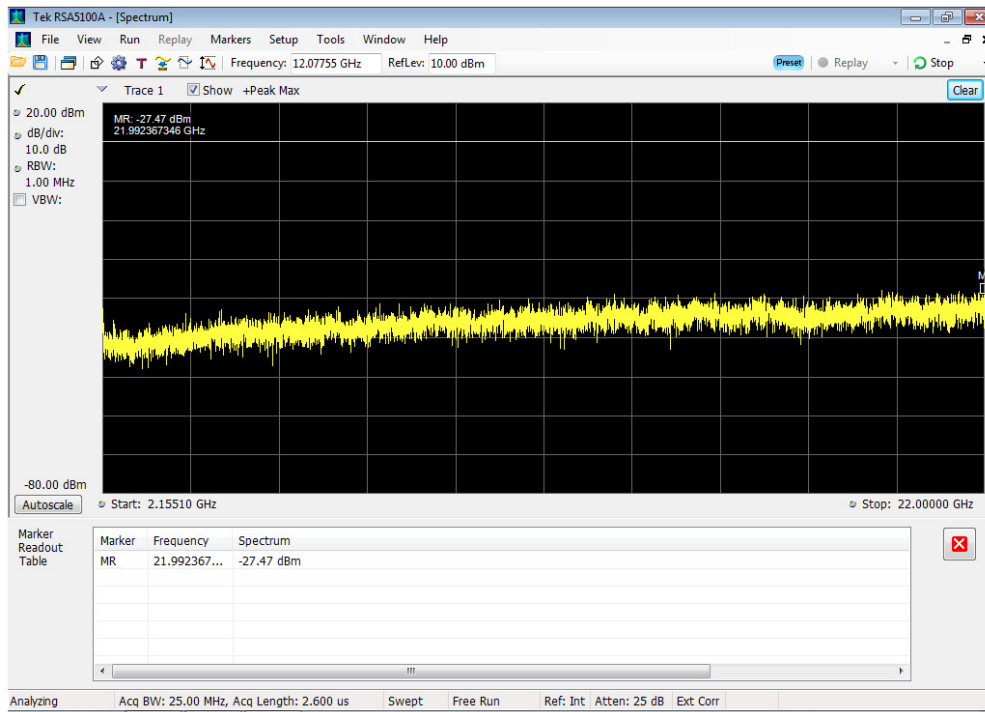 Tek RSA5100A - [Spectrum]
File View Run Replay Markers Setup Tools Window Help
T Frequency: 12.07755 GHz RefLev: 10.00 dBm Preset Replay Stop
Trace 1 Show +Peak Max Clear
20.00 dBm
dB/div:
10.0 dB
RBW:
1.00 MHz
VBW:
MR: -27.47 dBm
21.992367346 GHz
M
-80.00 dBm
Autoscale Start: 2.15510 GHz Stop: 22.00000 GHz
Marker
Readout
Table
Marker Frequency Spectrum
MR 21.992367... -27.47 dBm
Analyzing Acq BW: 25.00 MHz, Acq Length: 2.600 us Swept Free Run Ref: Int Atten: 25 dB Ext Corr